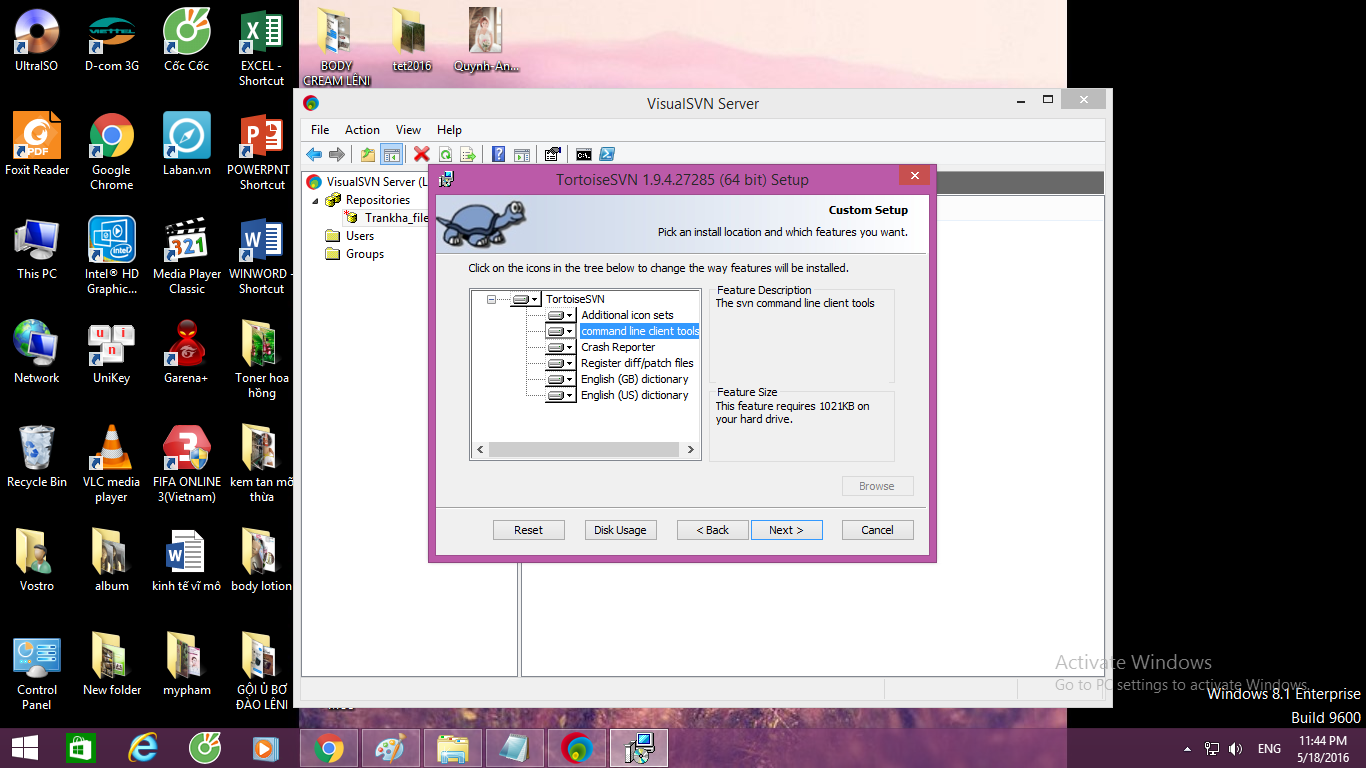 UltraISO
D-com 3G
Cốc Cốc
EXCEL -
Shortcut
BODY
CREAM LÊNI
tet2016
Quynh-An...
Foxit Reader
Google
Chrome
Laban.vn
POWERPNT
Shortcut
This PC
Intel® HD
Graphic...
Media Player
Classic
WINWORD -
Shortcut
Network
UniKey
Garena+
Toner hoa
hồng
Recycle Bin
VLC media
player
FIFA ONLINE
3(Vietnam)
kem tan mỡ
thừa
Vostro
album
kinh tế vĩ mô
body lotion
Control
Panel
New folder
mypham
GỘI Ủ BƠ
ĐÀO LÊNI
VisualSVN Server
File Action View Help
VisualSVN Server (L
Repositories
Trankha_file
Users
Groups
TortoiseSVN 1.9.4.27285 (64 bit) Setup
Custom Setup
Pick an install location and which features you want.
Click on the icons in the tree below to change the way features will be installed.
TortoiseSVN
Additional icon sets
command line client tools
Crash Reporter
Register diff/patch files
English (GB) dictionary
English (US) dictionary
Feature Description
The svn command line client tools
Feature Size
This feature requires 1021KB on
your hard drive.
Browse
Reset
Disk Usage
< Back
Next >
Cancel
Activate Windows
Go to PC settings to activate Windows.
Windows 8.1 Enterprise
Build 9600
ENG
11:44 PM
5/18/2016